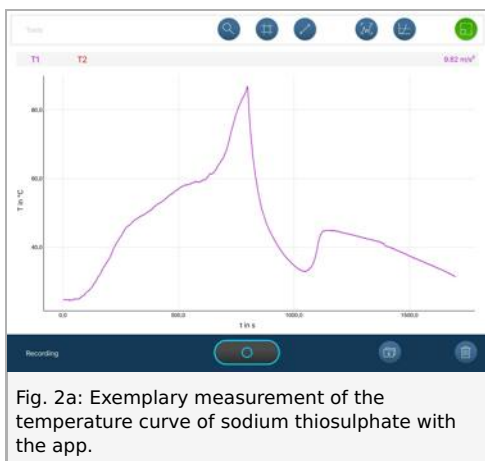 Tools
T1 T2 9.82 m/s²
80,0
60,0
40,0
T in °C
0,0 500,0 1000,0 1500,0
t in s
Recording
Fig. 2a: Exemplary measurement of the
temperature curve of sodium thiosulphate with
the app.